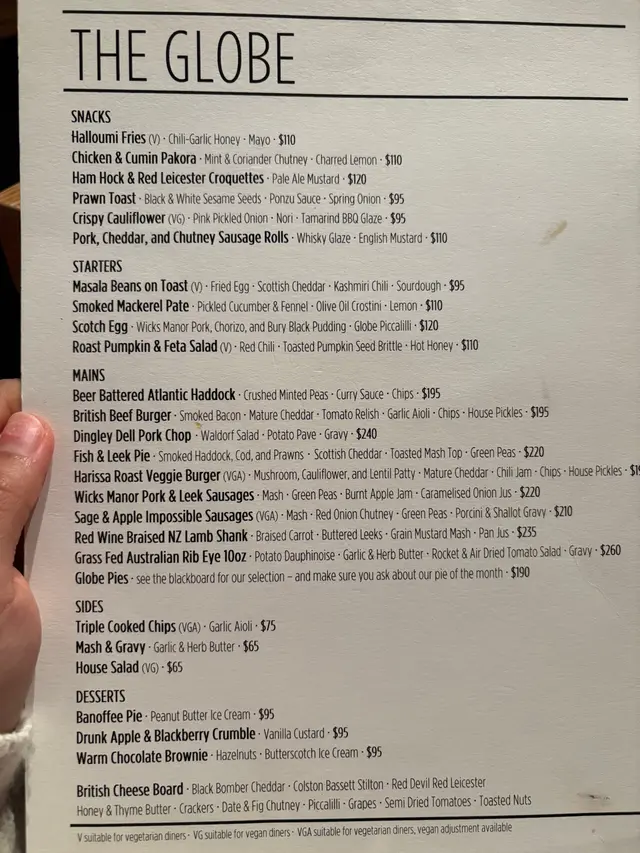 THE GLOBE
SNACKS
Halloumi Fries (V) · Chili-Garlic Honey · Mayo · $110
Chicken & Cumin Pakora · Mint & Coriander Chutney · Charred Lemon · $110
Ham Hock & Red Leicester Croquettes · Pale Ale Mustard · $120
Prawn Toast · Black & White Sesame Seeds · Ponzu Sauce · Spring Onion · $95
Crispy Cauliflower (VG) · Pink Pickled Onion · Nori · Tamarind BBQ Glaze · $95
Pork, Cheddar, and Chutney Sausage Rolls · Whisky Glaze · English Mustard · $110
STARTERS
Masala Beans on Toast (V) · Fried Egg · Scottish Cheddar · Kashmiri Chili · Sourdough · $95
Smoked Mackerel Pate · Pickled Cucumber & Fennel · Olive Oil Crostini · Lemon · $110
Scotch Egg · Wicks Manor Pork, Chorizo, and Bury Black Pudding · Globe Piccalilli · $120
Roast Pumpkin & Feta Salad (V) · Red Chili · Toasted Pumpkin Seed Brittle · Hot Honey · $110
MAINS
Beer Battered Atlantic Haddock · Crushed Minted Peas · Curry Sauce · Chips · $195
British Beef Burger · Smoked Bacon · Mature Cheddar · Tomato Relish · Garlic Aioli · Chips · House Pickles · $195
Dingley Dell Pork Chop · Waldorf Salad · Potato Pave · Gravy · $240
Fish & Leek Pie · Smoked Haddock, Cod, and Prawns · Scottish Cheddar · Toasted Mash Top · Green Peas · $220
Harissa Roast Veggie Burger (VGA) · Mushroom, Cauliflower, and Lentil Patty · Mature Cheddar · Chili Jam · Chips · House Pickles ·
Wicks Manor Pork & Leek Sausages · Mash · Green Peas · Burnt Apple Jam · Caramelised Onion Jus · $220
Sage & Apple Impossible Sausages (VGA) · Mash · Red Onion Chutney · Green Peas · Porcini & Shallot Gravy · $210
Red Wine Braised NZ Lamb Shank · Braised Carrot · Buttered Leeks · Grain Mustard Mash · Pan Jus · $235
Grass Fed Australian Rib Eye 10oz · Potato Dauphinoise · Garlic & Herb Butter · Rocket & Air Dried Tomato Salad · Gravy · $260
Globe Pies · see the blackboard for our selection – and make sure you ask about our pie of the month · $190
SIDES
Triple Cooked Chips (VGA) · Garlic Aioli · $75
Mash & Gravy · Garlic & Herb Butter · $65
House Salad (VG) · $65
DESSERTS
Banoffee Pie · Peanut Butter Ice Cream · $95
Drunk Apple & Blackberry Crumble · Vanilla Custard · $95
Warm Chocolate Brownie · Hazelnuts · Butterscotch Ice Cream · $95
British Cheese Board · Black Bomber Cheddar · Colston Bassett Stilton · Red Devil Red Leicester
Honey & Thyme Butter · Crackers · Date & Fig Chutney · Piccalilli · Grapes · Semi Dried Tomatoes · Toasted Nuts
V suitable for vegetarian diners · VG suitable for vegan diners · VGA suitable for vegetarian diners, vegan adjustment available